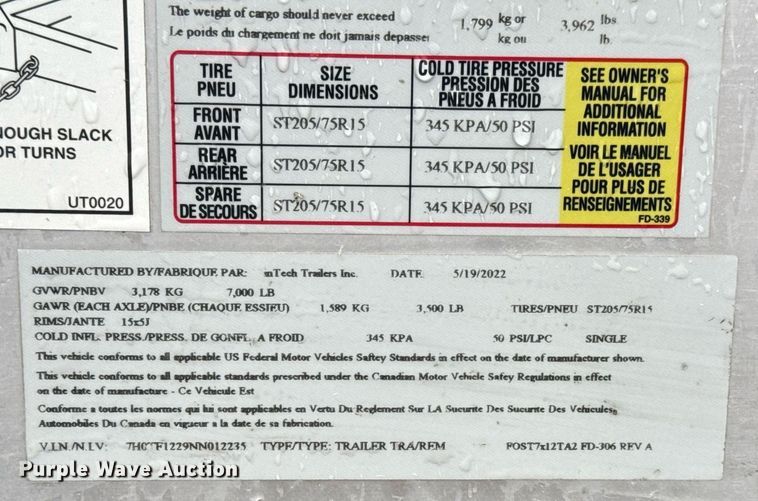 The weight of cargo should never exceed 1,799 kg or 3,962 lbs
Le poids du chargement ne doit jamais depasser kg ou lb
NOUGH SLACK
OR TURNS
UT0020
TIRE PNEU
SIZE DIMENSIONS
COLD TIRE PRESSURE
PRESSION DES
PNEUS A FROID
FRONT AVANT ST205/75R15 345 KPA/50 PSI
REAR ARRIÈRE ST205/75R15 345 KPA/50 PSI
SPARE DE SECOURS ST205/75R15 345 KPA/50 PSI
SEE OWNER'S
MANUAL FOR
ADDITIONAL
INFORMATION
VOIR LE MANUEL
DE L'USAGER
POUR PLUS DE
RENSEIGNEMENTS
FD-339
MANUFACTURED BY/FABRIQUE PAR: mTech Trailers Inc. DATE 5/19/2022
GVWR/PNBV 3,178 KG 7,000 LB
GAWR (EACH AXLE)/PNBE (CHAQUE ESSIEU) 1,589 KG 3,500 LB TIRES/PNEU ST205/75R15
RIMS/JANTE 15x5J
COLD INFL. PRESS./PRESS. DE GONFL. A FROID 345 KPA 50 PSI/LPC SINGLE
This vehicle conforms to all applicable US Federal Motor Vehicles Saftey Standards in effect on the date of manufacturer shown.
This vehicle conforms to all applicable standards prescribed under the Canadian Motor Vehicle Safey Regulations in effect
on the date of manufacture - Ce Vehicule Est
Conforme a toutes les normes qui lui sont applicables en Vertu Du Reglement Sur LA Sucurite Des Sucurite Des Vehicules
Automobiles Du Canada en vigueur a la date de sa fabrication.
V.I.N./N.I.V: TYPE/TYPE: TRAILER TRA/REM FOST7x12TA2 FD-306 REV A
Purple Wave Auction